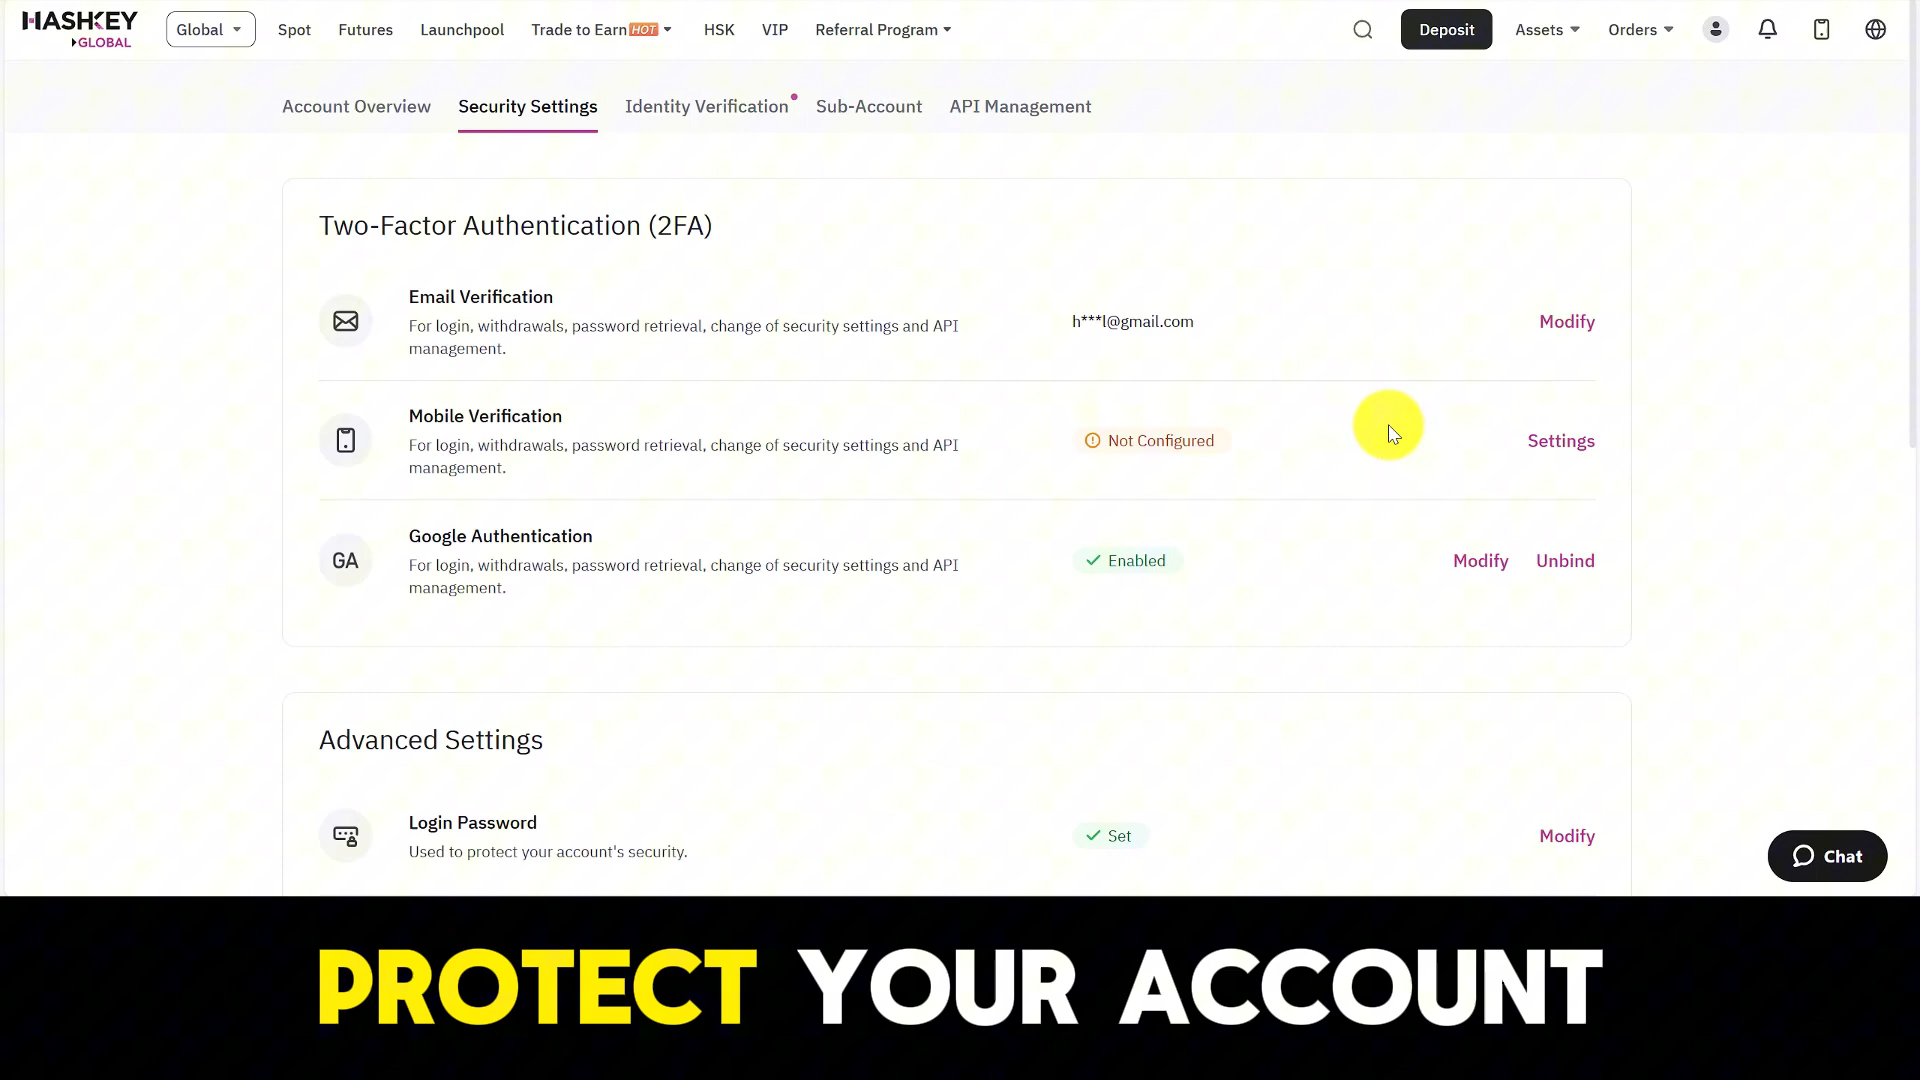 HASHKEY
GLOBAL
Global Spot Futures Launchpool Trade to Earn HOT HSK VIP Referral Program Deposit Assets Orders
Account Overview Security Settings Identity Verification Sub-Account API Management
Two-Factor Authentication (2FA)
Email Verification
For login, withdrawals, password retrieval, change of security settings and API
management.
h***l@gmail.com
Modify
Mobile Verification
For login, withdrawals, password retrieval, change of security settings and API
management.
Not Configured
Settings
GA
Google Authentication
For login, withdrawals, password retrieval, change of security settings and API
management.
Enabled
Modify Unbind
Advanced Settings
Login Password
Used to protect your account's security.
Set
Modify
Chat
PROTECT YOUR ACCOUNT